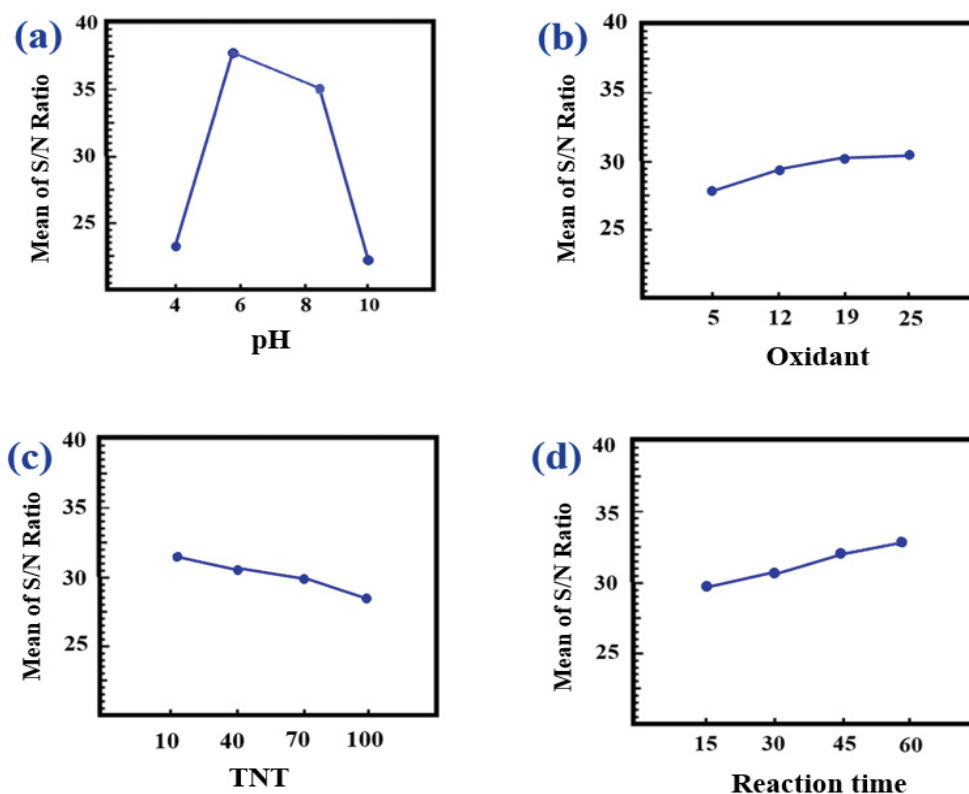 (a)
Mean of S/N Ratio
40
35
30
25
4 6 8 10
pH
(b)
Mean of S/N Ratio
40
35
30
25
5 12 19 25
Oxidant
(c)
Mean of S/N Ratio
40
35
30
25
10 40 70 100
TNT
(d)
Mean of S/N Ratio
40
35
30
25
15 30 45 60
Reaction time